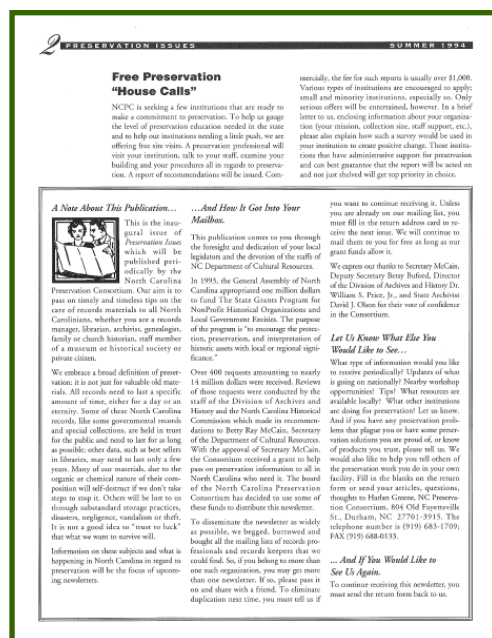 2 PRESERVATION ISSUES
SUMMER 1994
Free Preservation
"House Calls"
NCPC is seeking a few institutions that are ready to
make a commitment to preservation. To help us gauge
the level of preservation education needed in the state
and to help our institutions needing a little push, we are
offering free site visits. A preservation professional will
visit your institution, talk to your staff, examine your
building and your procedures all in regards to preserva-
tion. A report of recommendations will be issued. Com-
mercially, the fee for such reports is usually over $1,000.
Various types of institutions are encouraged to apply;
small and minority institutions, especially so. Only
serious offers will be entertained, however. In a brief
letter to us, enclosing information about your organiza-
tion (your mission, collection size, staff support, etc.),
please also explain how such a survey would be used in
your institution to create positive change. Those institu-
tions that have administrative support for preservation
and can best guarantee that the report will be acted on
and not just shelved will get top priority in choice.
A Note About This Publication...
This is the inau-
gural issue of
Preservation Issues
which will be
published peri-
odically by the
North Carolina
Preservation Consortium. Our aim is to
pass on timely and timeless tips on the
care of records materials to all North
Carolinians, whether you are a records
manager, librarian, archivist, genealogist,
family or church historian, staff member
of a museum or historical society or
private citizen.
We embrace a broad definition of preser-
vation: it is not just for valuable old mate-
rials. All records need to last a specific
amount of time, either for a day or an
eternity. Some of these North Carolina
records, like some governmental records
and special collections, are held in trust
for the public and need to last for as long
as possible; other data, such as best sellers
in libraries, may need to last only a few
years. Many of our materials, due to the
organic or chemical nature of their com-
position will self-destruct if we don't take
steps to stop it. Others will be lost to us
through substandard storage practices,
disasters, negligence, vandalism or theft.
It is not a good idea to "trust to luck"
that what we want to survive will.
Information on these subjects and what is
happening in North Carolina in regard to
preservation will be the focus of upcom-
ing newsletters.
...And How It Got Into Your
Mailbox.
This publication comes to you through
the foresight and dedication of your local
legislators and the devotion of the staffs of
NC Department of Cultural Resources.
In 1993, the General Assembly of North
Carolina appropriated one million dollars
to fund The State Grants Program for
NonProfit Historical Organizations and
Local Government Entities. The purpose
of the program is "to encourage the protec-
tion, preservation, and interpretation of
historic assets with local or regional signi-
ficance."
Over 400 requests amounting to nearly
14 million dollars were received. Reviews
of those requests were conducted by the
staff of the Division of Archives and
History and the North Carolina Historical
Commission which made its recommen-
dations to Betty Ray McCain, Secretary
of the Department of Cultural Resources.
With the approval of Secretary McCain,
the Consortium received a grant to help
pass on preservation information to all in
North Carolina who need it. The board
of the North Carolina Preservation
Consortium has decided to use some of
these funds to distribute this newsletter.
To disseminate the newsletter as widely
as possible, we begged, borrowed and
bought all the mailing lists of records pro-
fessionals and records keepers that we
could find. So, if you belong to more than
one such organization, you may get more
than one newsletter. If so, please pass it
on and share with a friend. To eliminate
duplication next time, you must tell us if
you want to continue receiving it. Unless
you are already on our mailing list, you
must fill in the return address card to re-
ceive the next issue. We will continue to
mail them to you for free as long as our
grant funds allow it.
We express our thanks to Secretary McCain,
Deputy Secretary Betsy Buford, Director
of the Division of Archives and History Dr.
William S. Price, Jr., and State Archivist
David J. Olson for their vote of confidence
in the Consortium.
Let Us Know What Else You
Would Like to See...
What type of information would you like
to receive periodically? Updates of what
is going on nationally? Nearby workshop
opportunities? Tips? What resources are
available locally? What other institutions
are doing for preservation? Let us know.
And if you have any preservation prob-
lems that plague you or have some preser-
vation solutions you are proud of, or know
of products you trust, please tell us. We
would also like to help you tell others of
the preservation work you do in your own
facility. Fill in the blanks on the return
form or send your articles, questions,
thoughts to Harlan Greene, NC Preserva-
tion Consortium, 804 Old Fayetteville
St., Durham, NC 27701-3915. The
telephone number is (919) 683-1709;
FAX (919) 688-0133.
... And If You Would Like to
See Us Again.
To continue receiving this newsletter, you
must send the return form back to us.